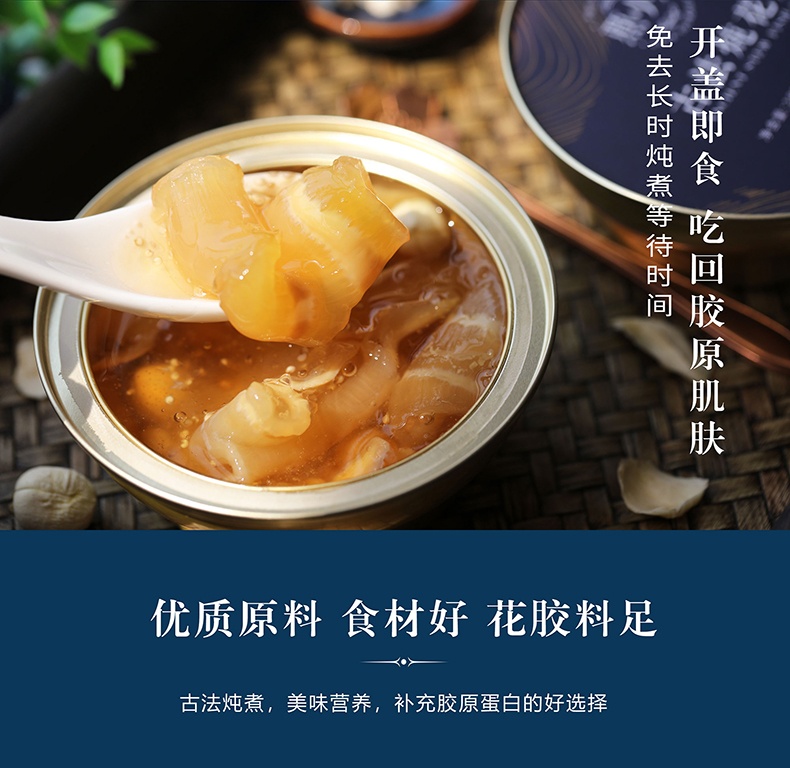 开盖即食 吃回胶原肌肤
免去长时炖煮等待时间
优质原料 食材好 花胶料足
古法炖煮，美味营养，补充胶原蛋白的好选择